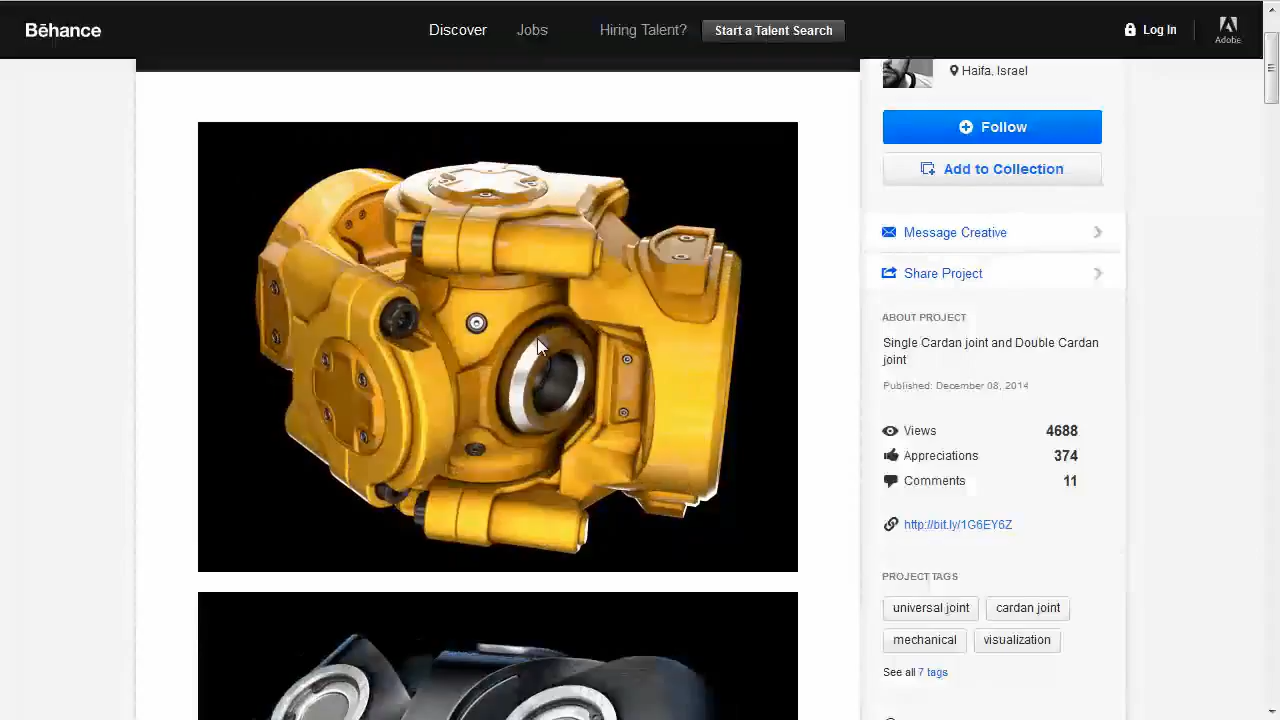 Bēhance
Discover
Jobs
Hiring Talent?
Start a Talent Search
Log In
Adobe
Haifa, Israel
Follow
Add to Collection
Message Creative
Share Project
ABOUT PROJECT
Single Cardan joint and Double Cardan
joint
Published: December 08, 2014
Views 4688
Appreciations 374
Comments 11
http://bit.ly/1G6EY6Z
PROJECT TAGS
universal joint
cardan joint
mechanical
visualization
See all 7 tags